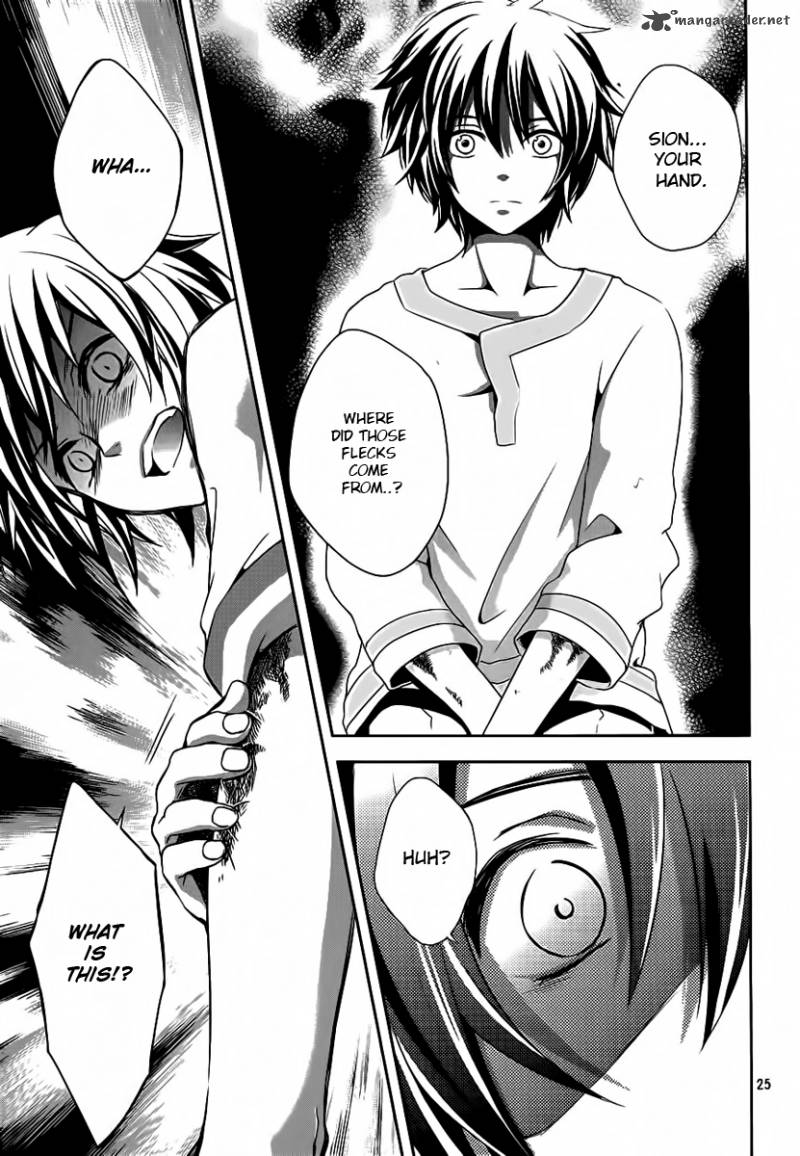 mangareader.net
SION...
YOUR
HAND.
WHERE
DID THOSE
FLECKS
COME
FROM..?
HUH?
WHA...
WHAT
IS
THIS!?
25